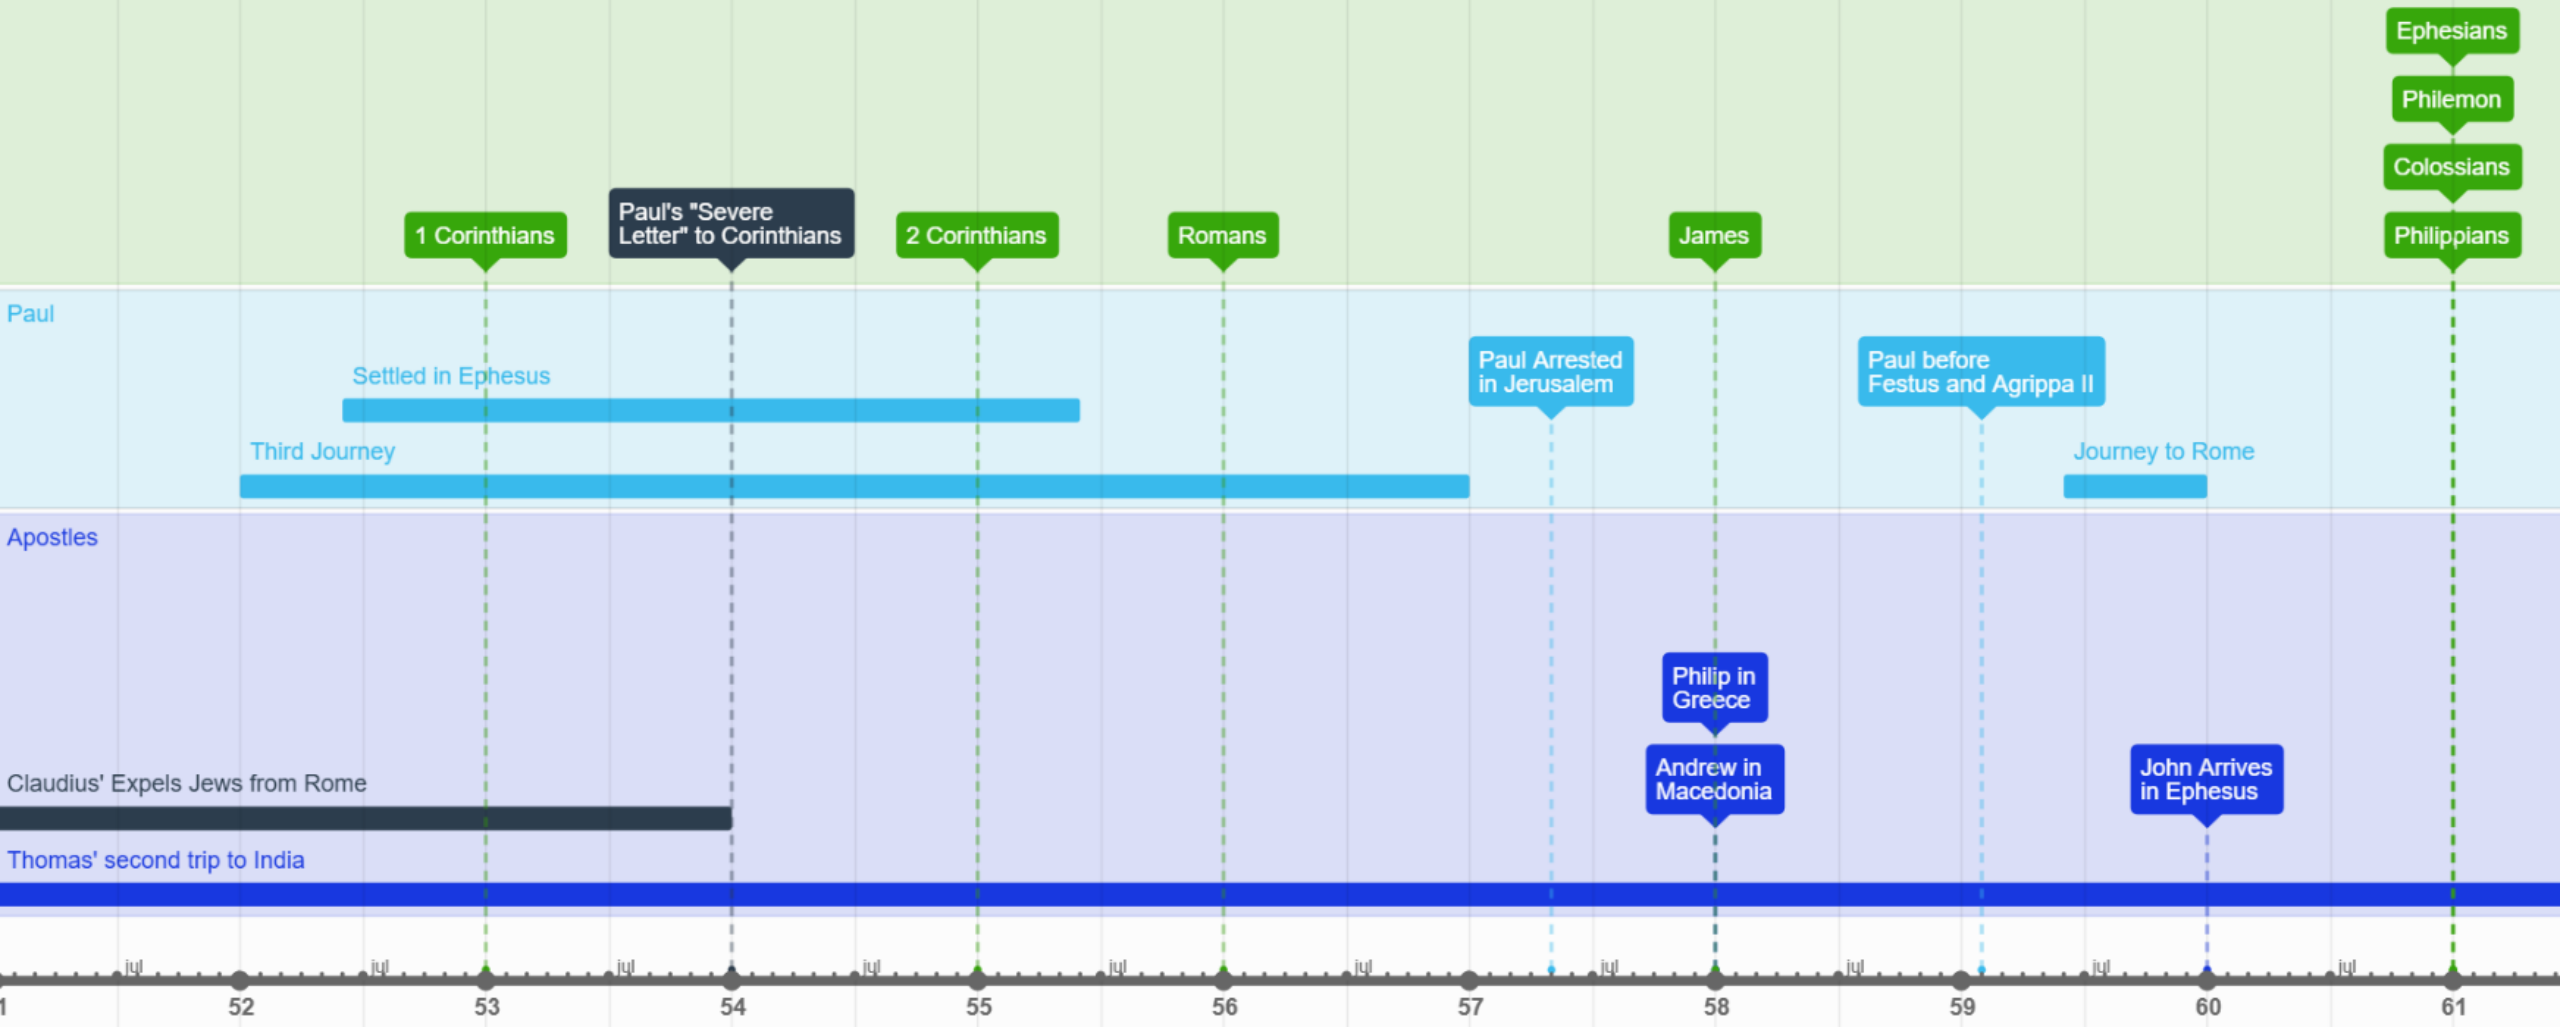 Ephesians
Philemon
Colossians
Philippians
1 Corinthians
Paul's "Severe
Letter" to Corinthians
2 Corinthians
Romans
James
Paul
Settled in Ephesus
Third Journey
Paul Arrested
in Jerusalem
Paul before
Festus and Agrippa II
Journey to Rome
Apostles
Philip in
Greece
Andrew in
Macedonia
John Arrives
in Ephesus
Claudius' Expels Jews from Rome
Thomas' second trip to India
jul jul jul jul jul jul jul jul jul jul
1 52 53 54 55 56 57 58 59 60 61